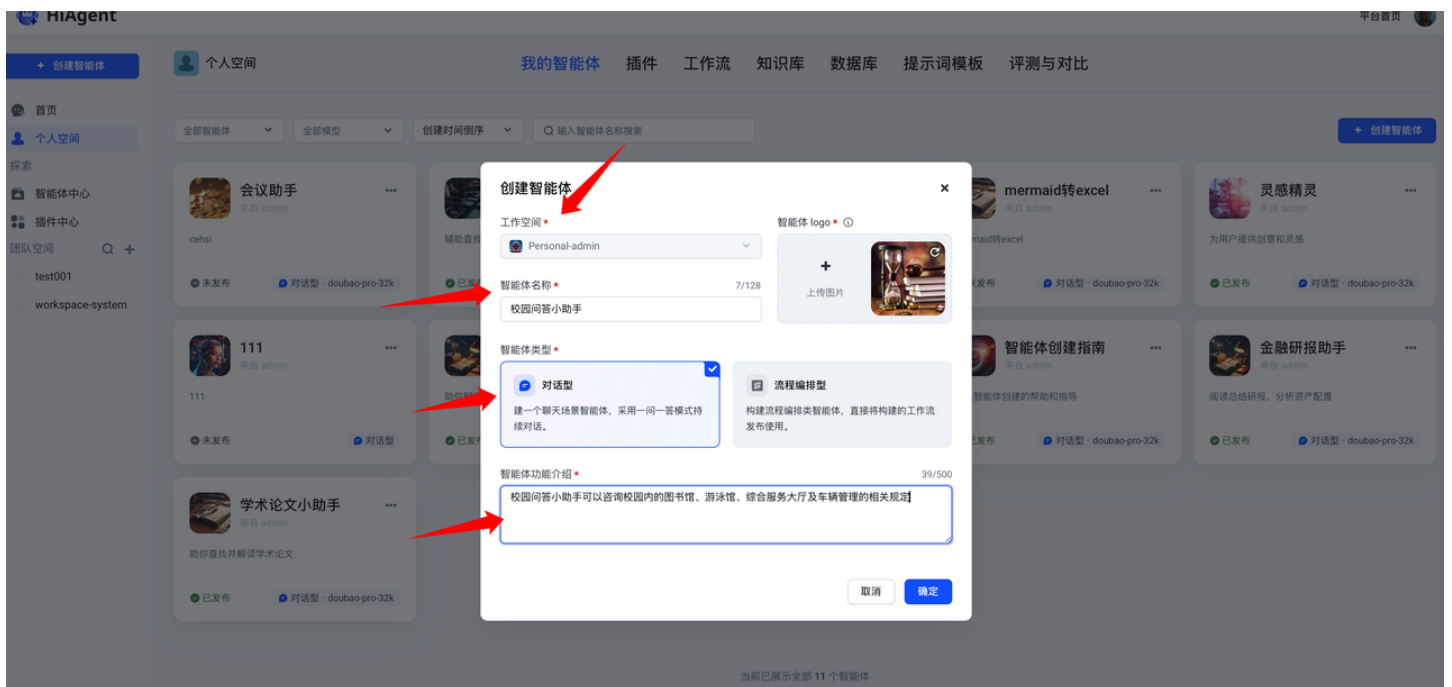 HiAgent
平台首页
+ 创建智能体
个人空间
我的智能体 插件 工作流 知识库 数据库 提示词模板 评测与对比
首页
个人空间
探索
智能体中心
插件中心
团队空间
test001
workspace-system
全部智能体
全部模型
创建时间倒序
输入智能体名称搜索
+ 创建智能体
会议助手
来自 admin
cehsi
未发布
对话型 · doubao-pro-32k
辅助查找
已发
mermaid转excel
来自 admin
maid转excel
发布
对话型 · doubao-pro-32k
灵感精灵
来自 admin
为用户提供创意和灵感
已发布
对话型 · doubao-pro-32k
111
来自 admin
111
未发布
对话型
已发布
智能体创建指南
来自 admin
智能体创建的帮助和指导
发布
对话型 · doubao-pro-32k
金融研报助手
来自 admin
阅读总结研报,分析资产配置
已发布
对话型 · doubao-pro-32k
学术论文小助手
来自 admin
助你查找并解读学术论文
已发布
对话型 · doubao-pro-32k
创建智能体
工作空间 *
Personal-admin
智能体 logo *
上传图片
智能体名称 *
7/128
校园问答小助手
智能体类型 *
对话型
建一个聊天场景智能体,采用一问一答模式持
续对话。
流程编排型
构建流程编排类智能体,直接将构建的工作流
发布使用。
智能体功能介绍 *
39/500
校园问答小助手可以咨询校园内的图书馆、游泳馆、综合服务大厅及车辆管理的相关规定
取消
确定
当前已展示全部 11 个智能体